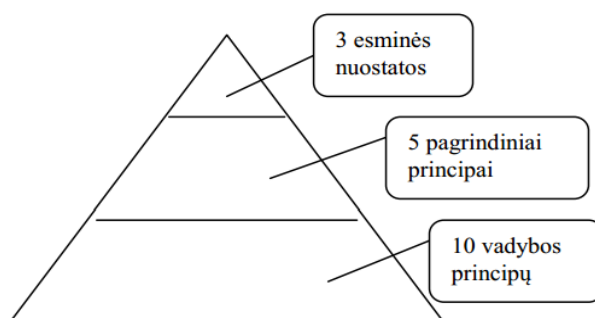 3 esminės
nuostatos
5 pagrindiniai
principai
10 vadybos
principų